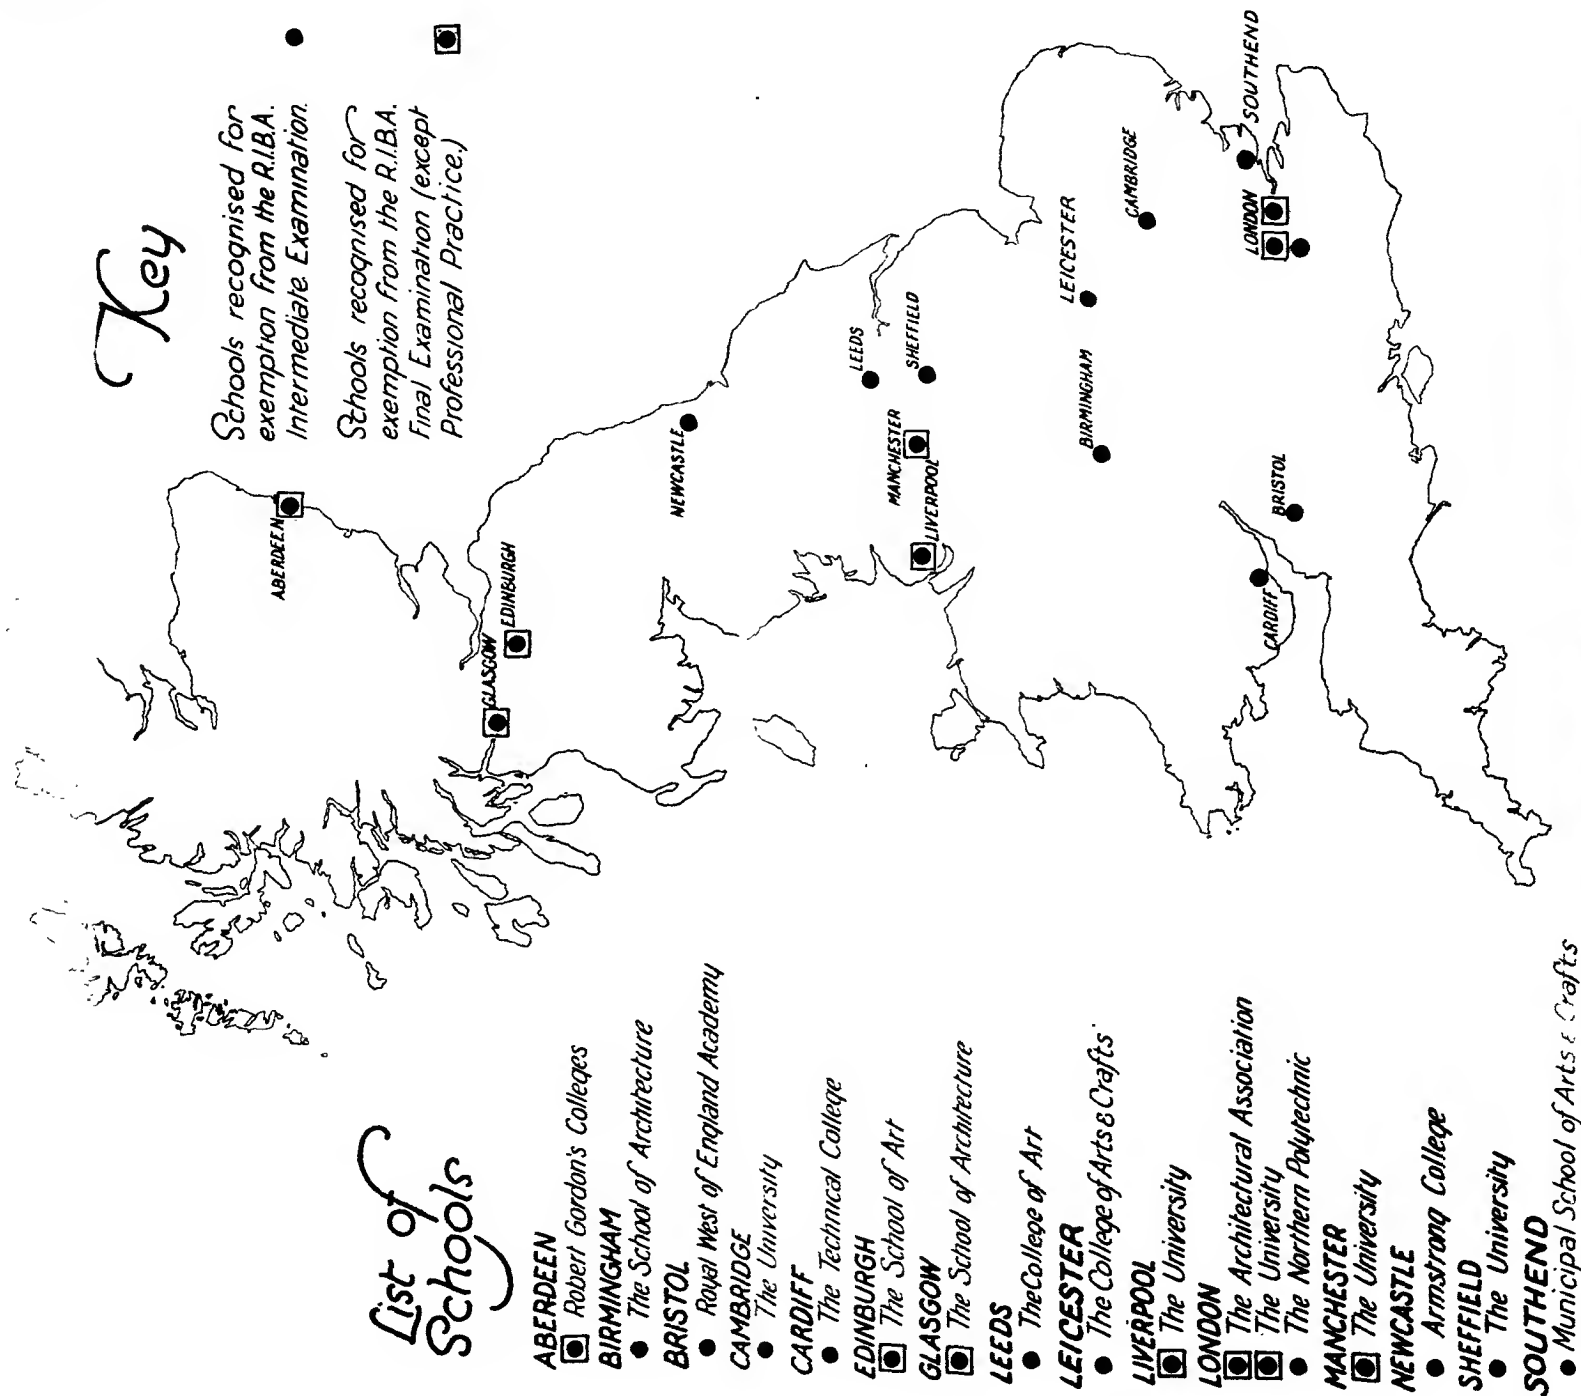 Key
Schools recognised for
exemption from the R.I.B.A.
Intermediate Examination.
Schools recognised for
exemption from the R.I.B.A.
Final Examination (except
Professional Practice.)
ABERDEEN
GLASGOW
EDINBURGH
NEWCASTLE
LEEDS
SHEFFIELD
MANCHESTER
LIVERPOOL
LEICESTER
BIRMINGHAM
CAMBRIDGE
SOUTHEND
LONDON
BRISTOL
CARDIFF
List of
Schools
ABERDEEN
Robert Gordon's Colleges
BIRMINGHAM
The School of Architecture
BRISTOL
Royal West of England Academy
CAMBRIDGE
The University
CARDIFF
The Technical College
EDINBURGH
The School of Art
GLASGOW
The School of Architecture
LEEDS
The College of Art
LEICESTER
The College of Arts & Crafts
LIVERPOOL
The University
LONDON
The Architectural Association
The University
The Northern Polytechnic
MANCHESTER
The University
NEWCASTLE
Armstrong College
SHEFFIELD
The University
SOUTHEND
Municipal School of Arts & Crafts